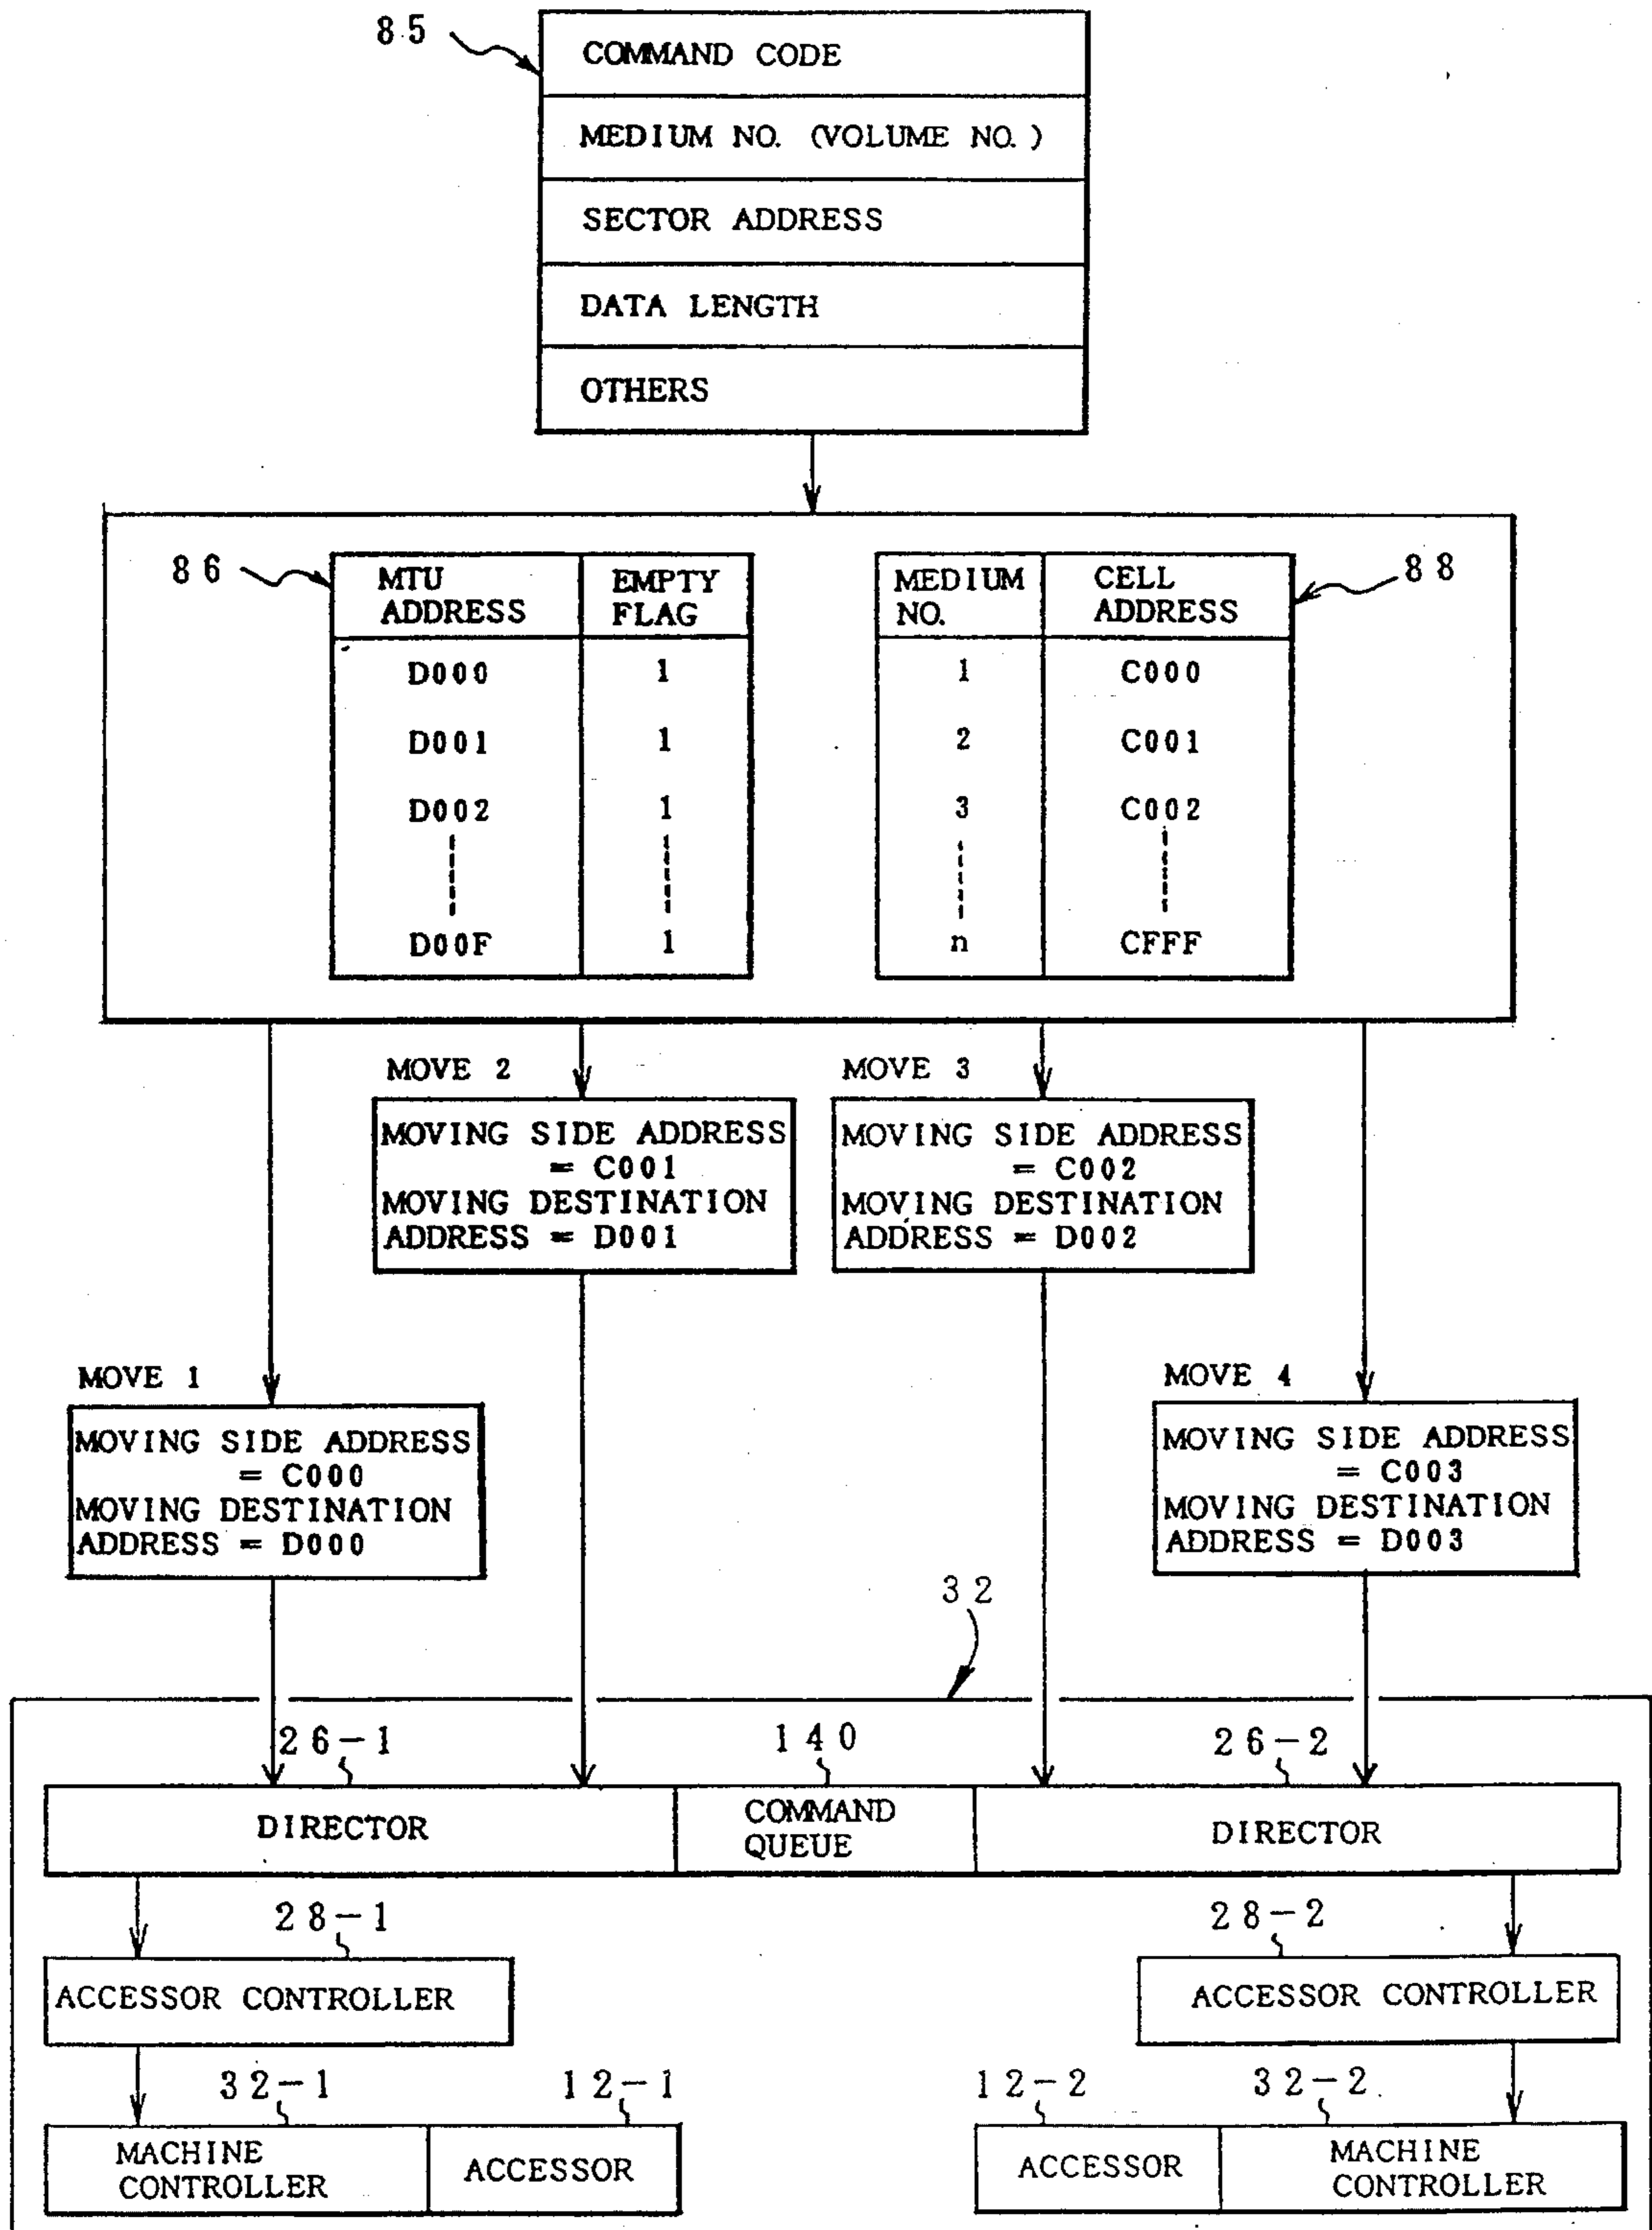 85
COMMAND CODE
MEDIUM NO. (VOLUME NO.)
SECTOR ADDRESS
DATA LENGTH
OTHERS
86
MTU ADDRESS
EMPTY FLAG
D000 1
D001 1
D002 1
D00F 1
MEDIUM NO.
CELL ADDRESS
88
1 C000
2 C001
3 C002
n CFFF
MOVE 2
MOVING SIDE ADDRESS
= C001
MOVING DESTINATION
ADDRESS = D001
MOVE 3
MOVING SIDE ADDRESS
= C002
MOVING DESTINATION
ADDRESS = D002
MOVE 1
MOVING SIDE ADDRESS
= C000
MOVING DESTINATION
ADDRESS = D000
MOVE 4
MOVING SIDE ADDRESS
= C003
MOVING DESTINATION
ADDRESS = D003
32
26-1
140
26-2
DIRECTOR
COMMAND
QUEUE
DIRECTOR
28-1
28-2
ACCESSOR CONTROLLER
ACCESSOR CONTROLLER
32-1
12-1
12-2
32-2
MACHINE
CONTROLLER
ACCESSOR
ACCESSOR
MACHINE
CONTROLLER